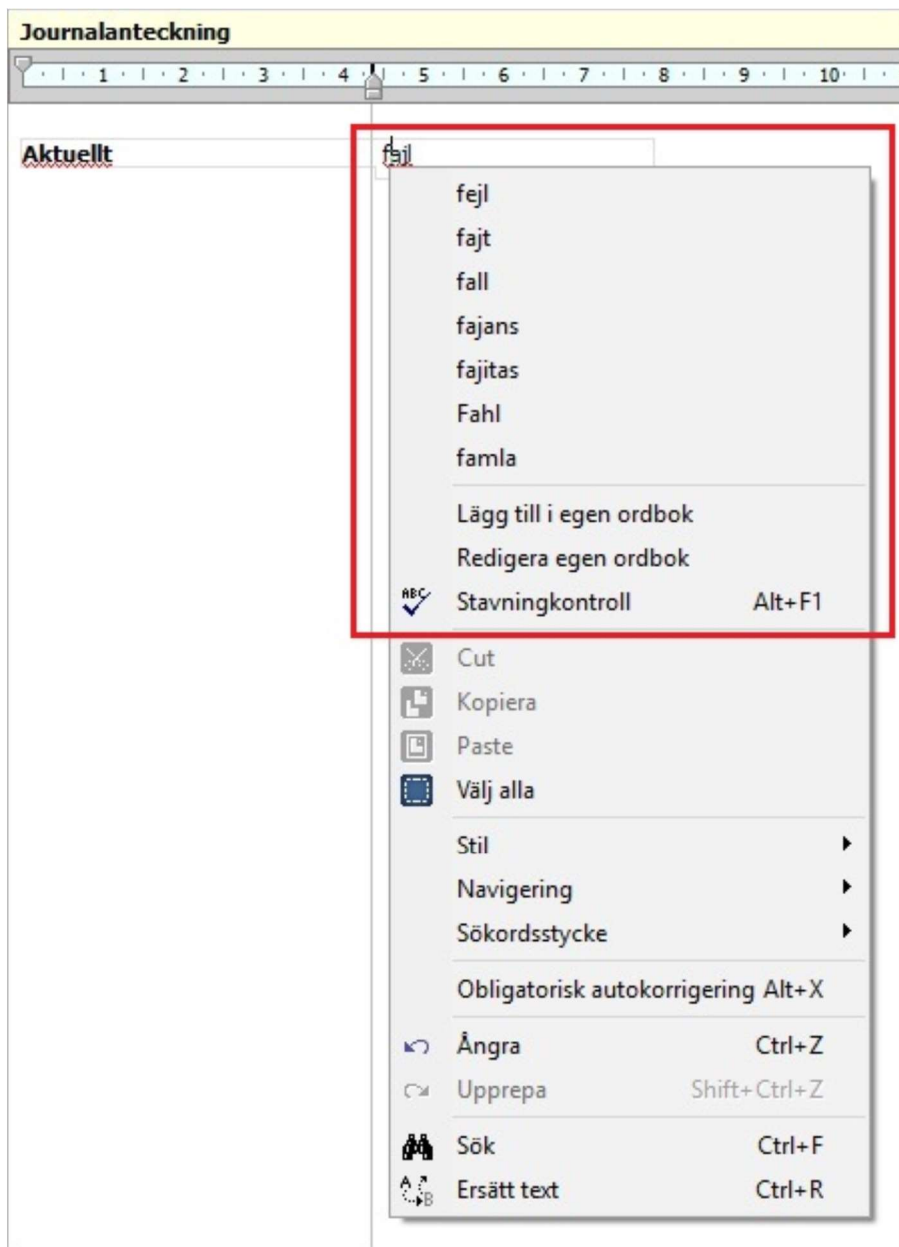 Journalanteckning
1 2 3 4 5 6 7 8 9 10
Aktuellt fajl
fejl
fajt
fall
fajans
fajitas
Fahl
famla
Lägg till i egen ordbok
Redigera egen ordbok
ABC Stavningkontroll Alt+F1
Cut
Kopiera
Paste
Välj alla
Stil
Navigering
Sökordsstycke
Obligatorisk autokorrigering Alt+X
Ångra Ctrl+Z
Upprepa Shift+Ctrl+Z
Sök Ctrl+F
A B Ersätt text Ctrl+R